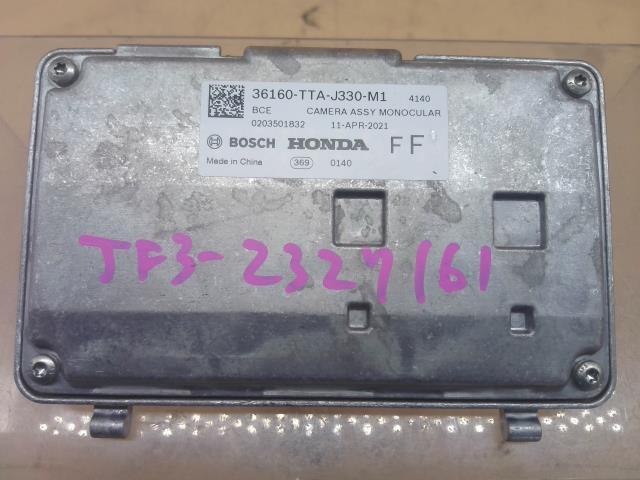 36160-TTA-J330-M1 4140
BCE CAMERA ASSY MONOCULAR
0203501832 11-APR-2021
BOSCH HONDA FF
Made in China 369 0140
JF3-2327161